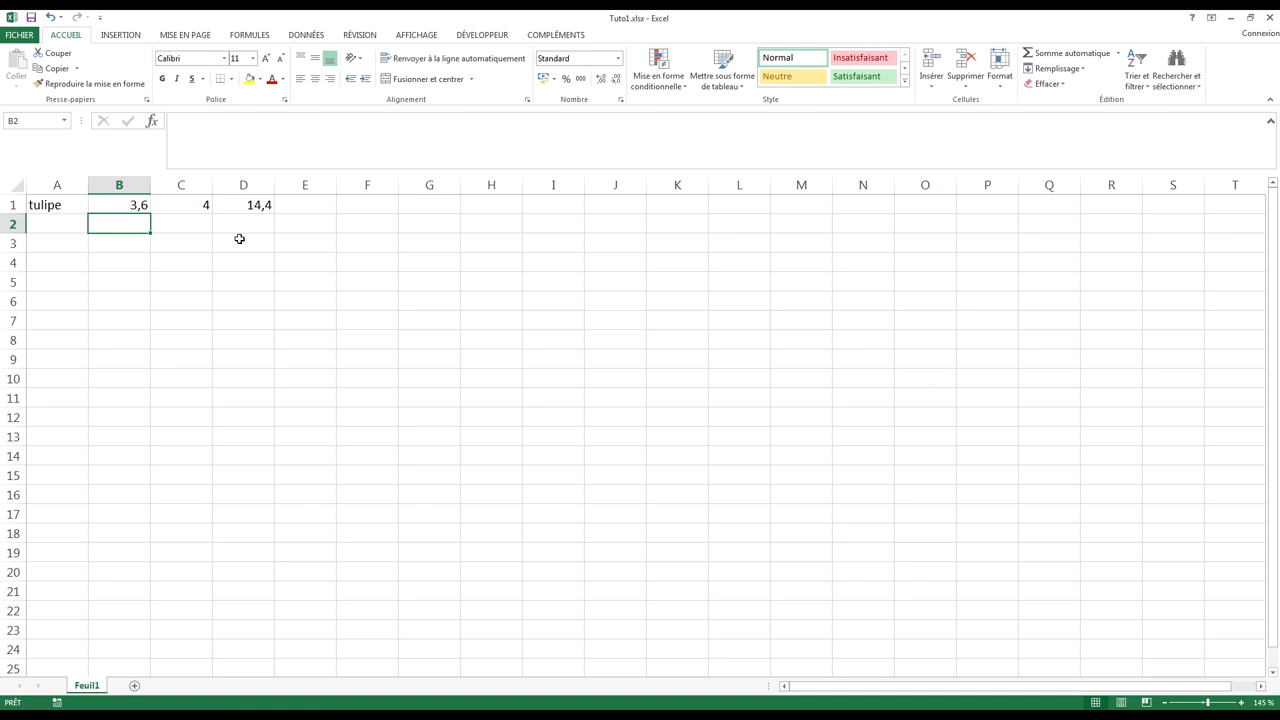 Tuto1.xlsx - Excel
FICHIER ACCUEIL INSERTION MISE EN PAGE FORMULES DONNÉES RÉVISION AFFICHAGE DÉVELOPPEUR COMPLÉMENTS Connexion
Coller
Couper
Copier
Reproduire la mise en forme
Presse-papiers
Calibri 11
G I S
Police
Renvoyer à la ligne automatiquement
Fusionner et centrer
Alignement
Standard
% 000
Nombre
Mise en forme conditionnelle
Mettre sous forme de tableau
Normal Insatisfaisant
Neutre Satisfaisant
Style
Insérer Supprimer Format
Cellules
Somme automatique
Remplissage
Effacer
Trier et filtrer
Rechercher et sélectionner
Édition
B2 fx
A B C D E F G H I J K L M N O P Q R S T
1 tulipe 3,6 4 14,4
2
3
4
5
6
7
8
9
10
11
12
13
14
15
16
17
18
19
20
21
22
23
24
25
Feuil1
PRÊT 145 %